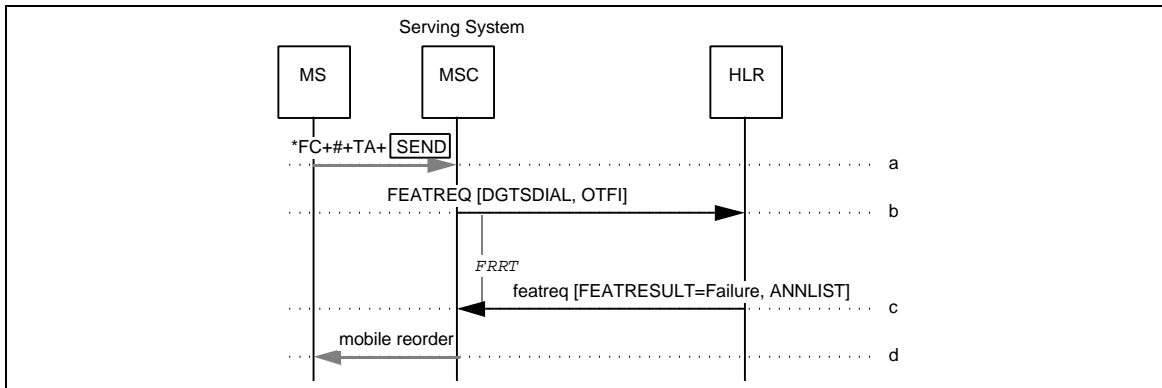 Serving System
MS
MSC
HLR
*FC+#+TA+ SEND
a
FEATREQ [DGTSDIAL, OTFI]
b
FRRT
featreq [FEATRESULT=Failure, ANNLIST]
c
mobile reorder
d